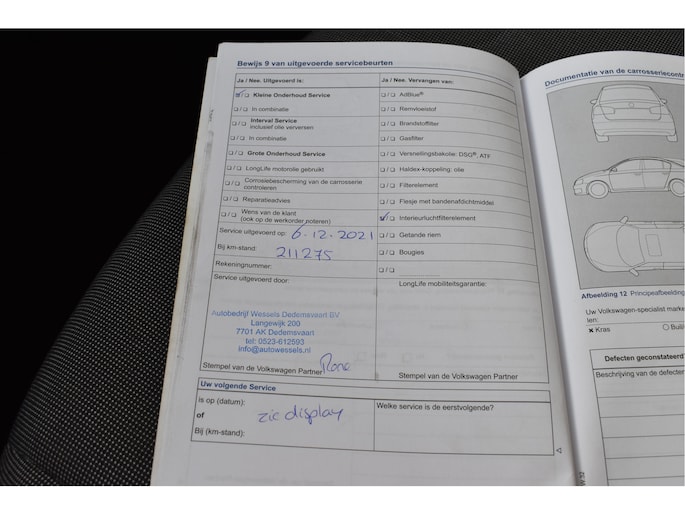 Bewijs 9 van uitgevoerde servicebeurten
Ja / Nee. Uitgevoerd is:
Kleine Onderhoud Service
In combinatie
Interval Service
inclusief olie verversen
In combinatie
Grote Onderhoud Service
LongLife motorolie gebruikt
Corrosiebescherming van de carrosserie
controleren
Reparatieadvies
Wens van de klant
(ook op de werkorder noteren)
Service uitgevoerd op: 6-12-2021
Bij km-stand: 211275
Rekeningnummer:
Service uitgevoerd door:
Autobedrijf Wessels Dedemsvaart BV
Langewijk 200
7701 AK Dedemsvaart
tel: 0523-612593
info@autowessels.nl
Stempel van de Volkswagen Partner
Ja / Nee. Vervangen van:
AdBlue®
Remvloeistof
Brandstoffilter
Gasfilter
Versnellingsbakolie: DSG®, ATF
Haldex-koppeling: olie
Filterelement
Flesje met bandenafdichtmiddel
Interieurluchtfilterelement
Getande riem
Bougies
LongLife mobiliteitsgarantie:
Stempel van de Volkswagen Partner
Uw volgende Service
is op (datum):
of zie display
Bij (km-stand):
Welke service is de eerstvolgende?
Documentatie van de carrosseriecontr
Afbeelding 12 Principeafbeelding
Uw Volkswagen-specialist marke
len:
x Kras
Defecten geconstateerd
Beschrijving van de defecten